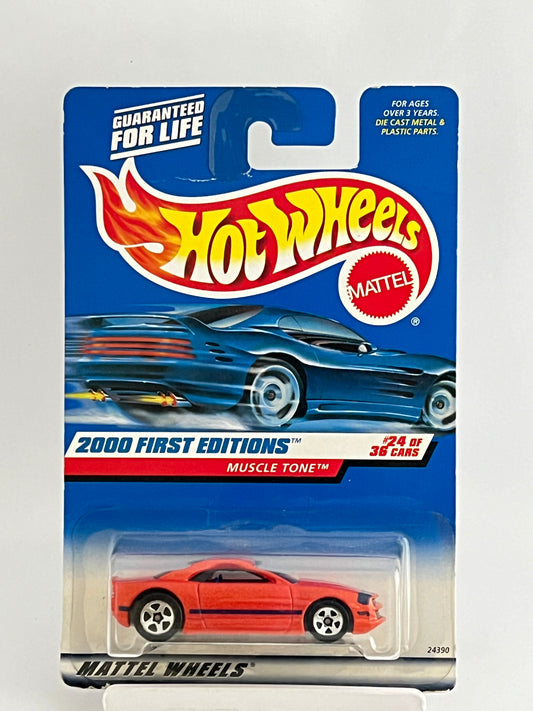 GUARANTEED
FOR LIFE
FOR AGES
OVER 3 YEARS.
DIE CAST METAL &
PLASTIC PARTS.
HOT WHEELS
MATTEL
®
2000 FIRST EDITIONS™
#24 OF
36 CARS
MUSCLE TONE™
24390
MATTEL WHEELS®